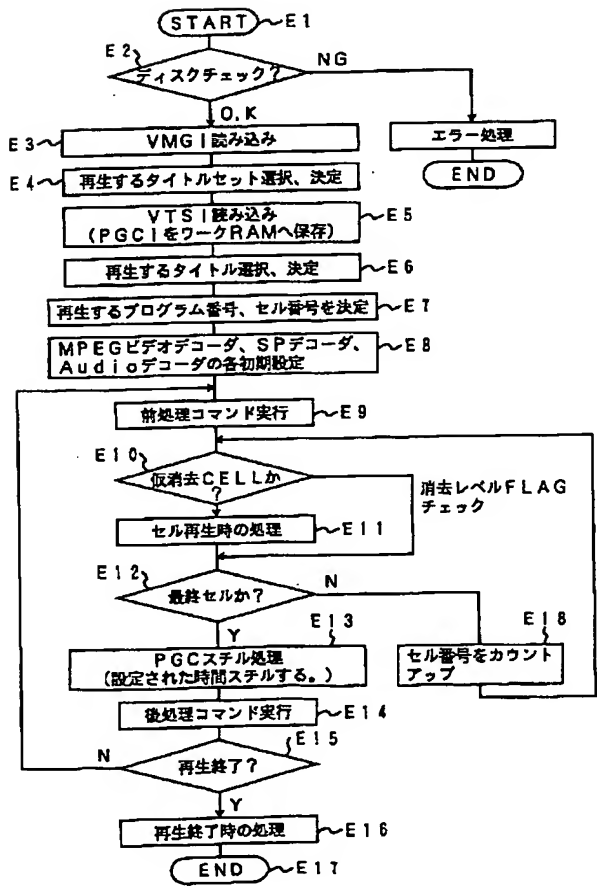 START E1
E2
ディスクチェック?
NG
O.K
エラー処理
END
E3 VMGI読み込み
E4 再生するタイトルセット選択、決定
VTSI読み込み
(PGCIをワークRAMへ保存)
E5
再生するタイトル選択、決定 E6
再生するプログラム番号、セル番号を決定 E7
MPEGビデオデコーダ、SPデコーダ、
Audioデコーダの各初期設定
E8
前処理コマンド実行 E9
E10
仮消去CELLか
?
消去レベルFLAG
チェック
セル再生時の処理 E11
E12
最終セルか?
N
Y
E13
PGCスチル処理
(設定された時間スチルする。)
E18
セル番号をカウント
アップ
後処理コマンド実行 E14
E15
再生終了?
N
Y
再生終了時の処理 E16
END E17